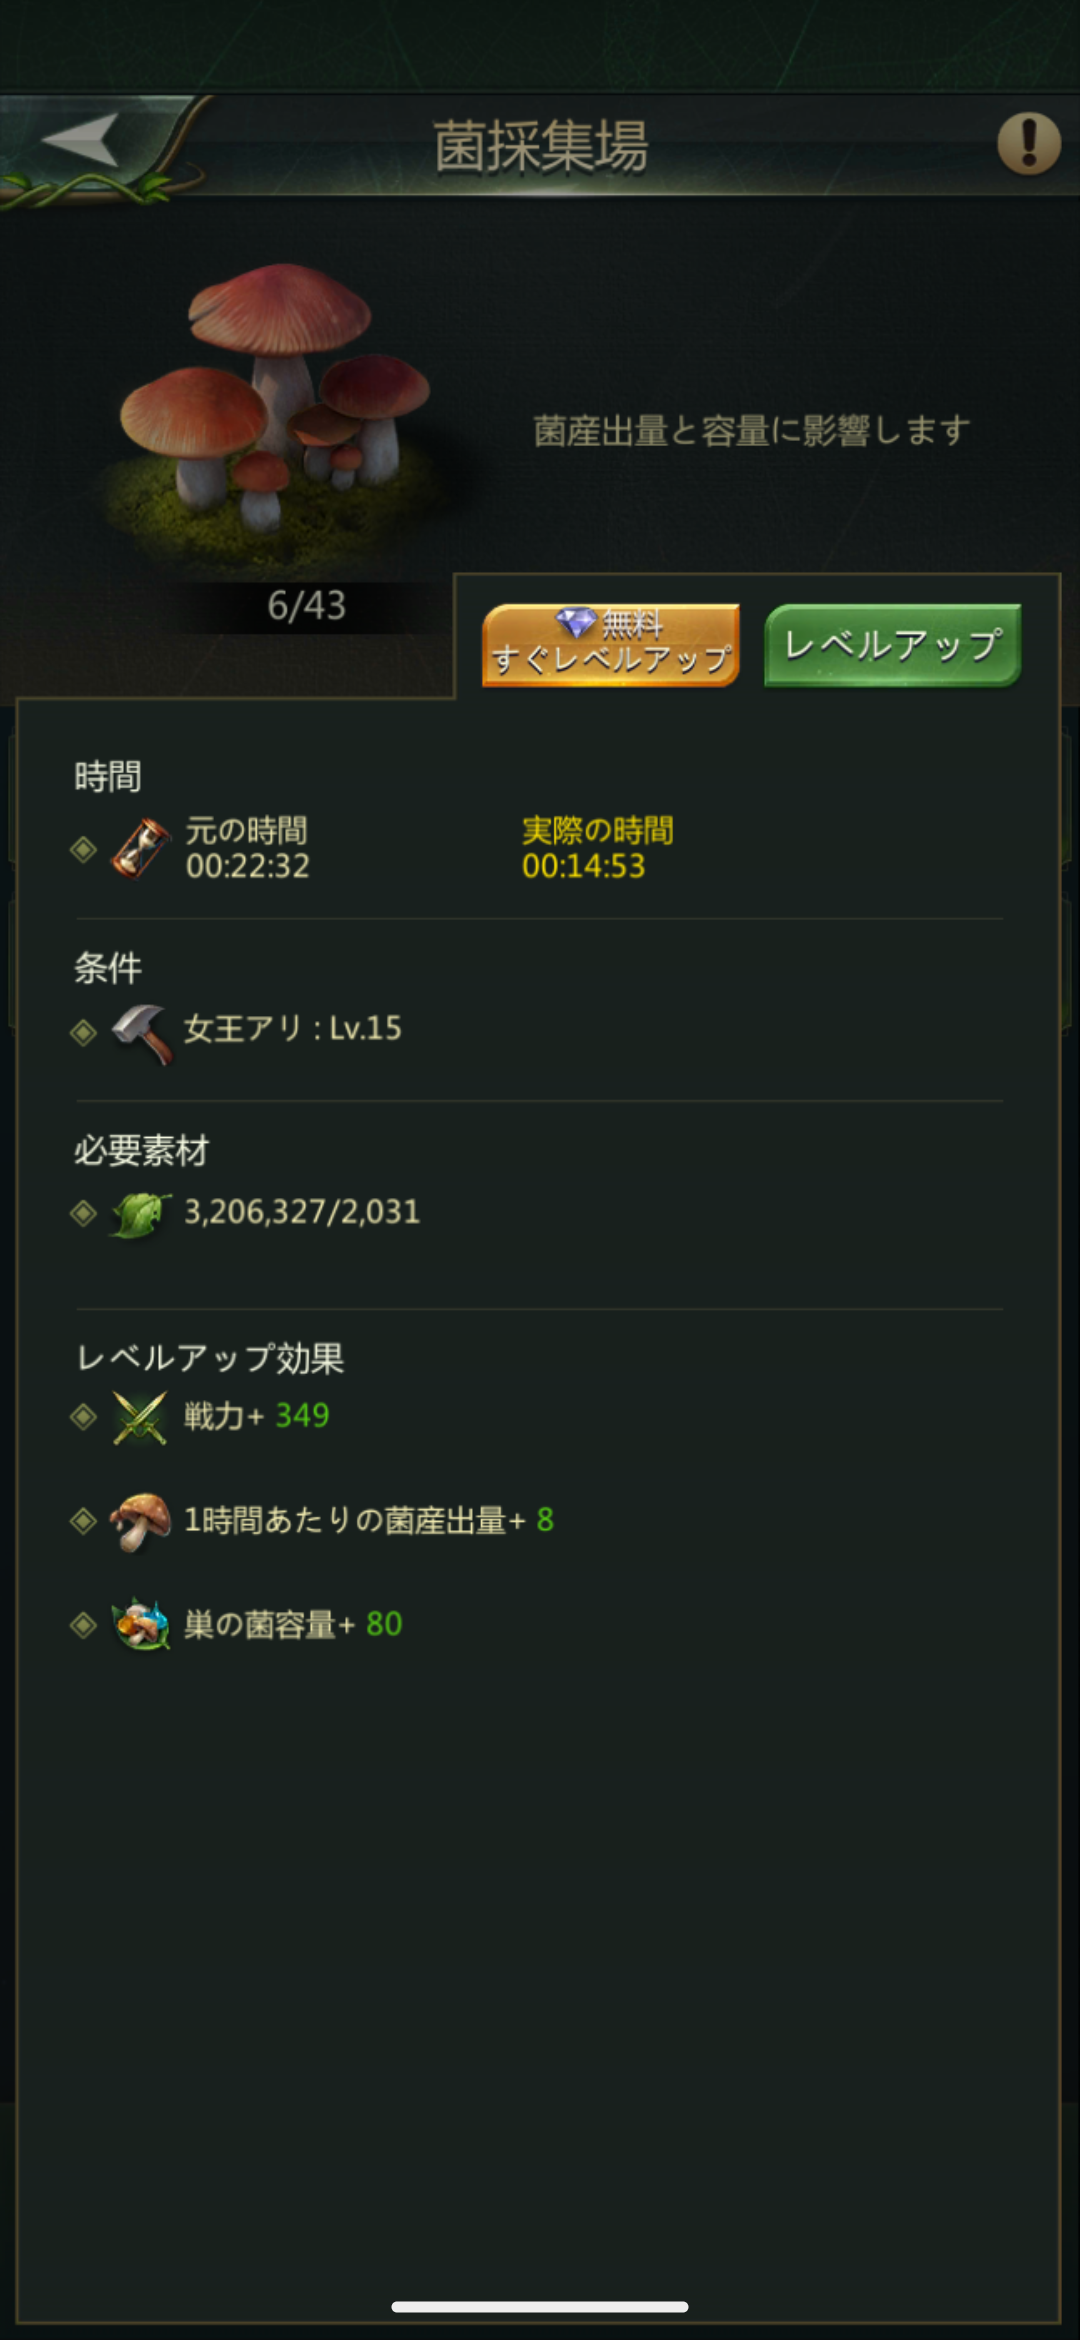 菌採集場
菌産出量と容量に影響します
6/43
無料
すぐレベルアップ
レベルアップ
時間
元の時間
実際の時間
00:22:32
00:14:53
条件
女王アリ : Lv.15
必要素材
3,206,327/2,031
レベルアップ効果
戦力+ 349
1時間あたりの菌産出量+ 8
巣の菌容量+ 80